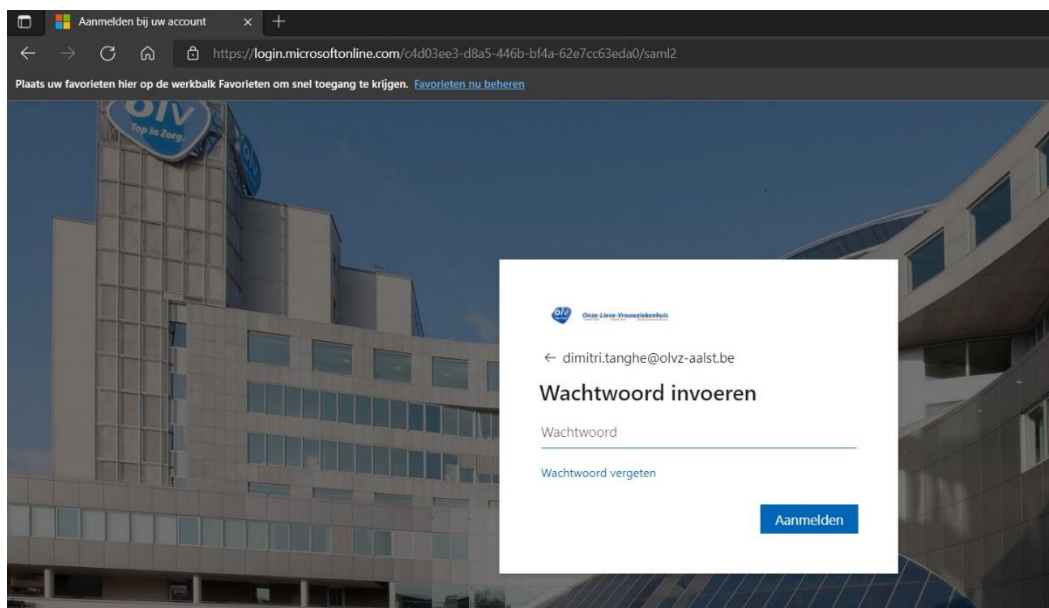 Aanmelden bij uw account
https://login.microsoftonline.com/c4d03ee3-d8a5-446b-bf4a-62e7cc63eda0/saml2
Plaats uw favorieten hier op de werkbalk Favorieten om snel toegang te krijgen. Favorieten nu beheren
olv
Top in Zorg.
olv
olv
Onze-Lieve-Vrouwziekenhuis
dimitri.tanghe@olvz-aalst.be
Wachtwoord invoeren
Wachtwoord
Wachtwoord vergeten
Aanmelden